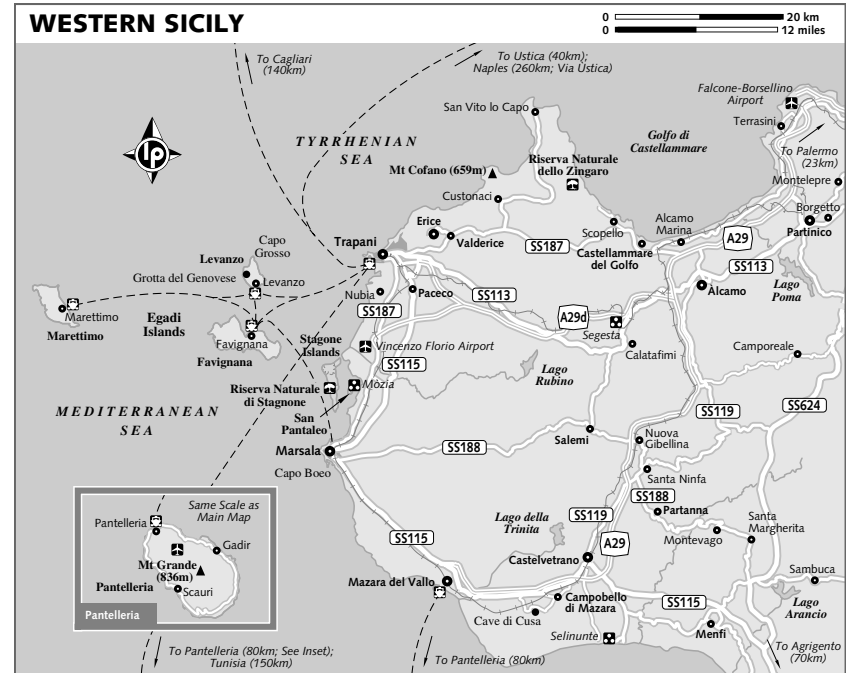 WESTERN SICILY
0 20 km
0 12 miles
To Cagliari
(140km)
To Ustica (40km);
Naples (260km; Via Ustica)
Falcone-Borsellino
Airport
San Vito lo Capo
Terrasini
Golfo di
Castellammare
TYRRHENIAN
SEA
lp
To Palermo
(23km)
Mt Cofano (659m)
Riserva Naturale
dello Zingaro
Montelepre
Custonaci
Borgetto
Erice
Scopello
Alcamo
Marina
A29
Partinico
Capo
Grosso
Trapani
Valderice
SS187
Castellammare
del Golfo
Levanzo
SS113
Grotta del Genovese
Levanzo
Lago
Poma
Nubia
Paceco
SS113
Àlcamo
SS187
Marettimo
Egadi
Islands
A29d
Marettimo
Favignana
Stagone
Islands
Segesta
Favignana
Vincenzo Florio Airport
Calatafimi
Camporeale
SS115
Lago
Rubino
Riserva Naturale
di Stagnone
Mòzia
MEDITERRANEAN
SEA
San
Pantaleo
SS119
SS624
Marsala
Salemi
Nuova
Gibellina
SS188
Capo Boeo
Santa Ninfa
SS188
Same Scale as
Main Map
Partanna
Pantelleria
Lago della
Trinita
SS119
Santa
Margherita
SS115
A29
Montevago
Gadir
Mt Grande
(836m)
Castelvetrano
Pantelleria
Scauri
Mazara del Vallo
Sambuca
Campobello
di Mazara
SS115
Lago
Arancio
Pantelleria
Cave di Cusa
Menfi
Selinunte
To Pantelleria (80km; See Inset);
Tunisia (150km)
To Pantelleria (80km)
To Agrigento
(70km)